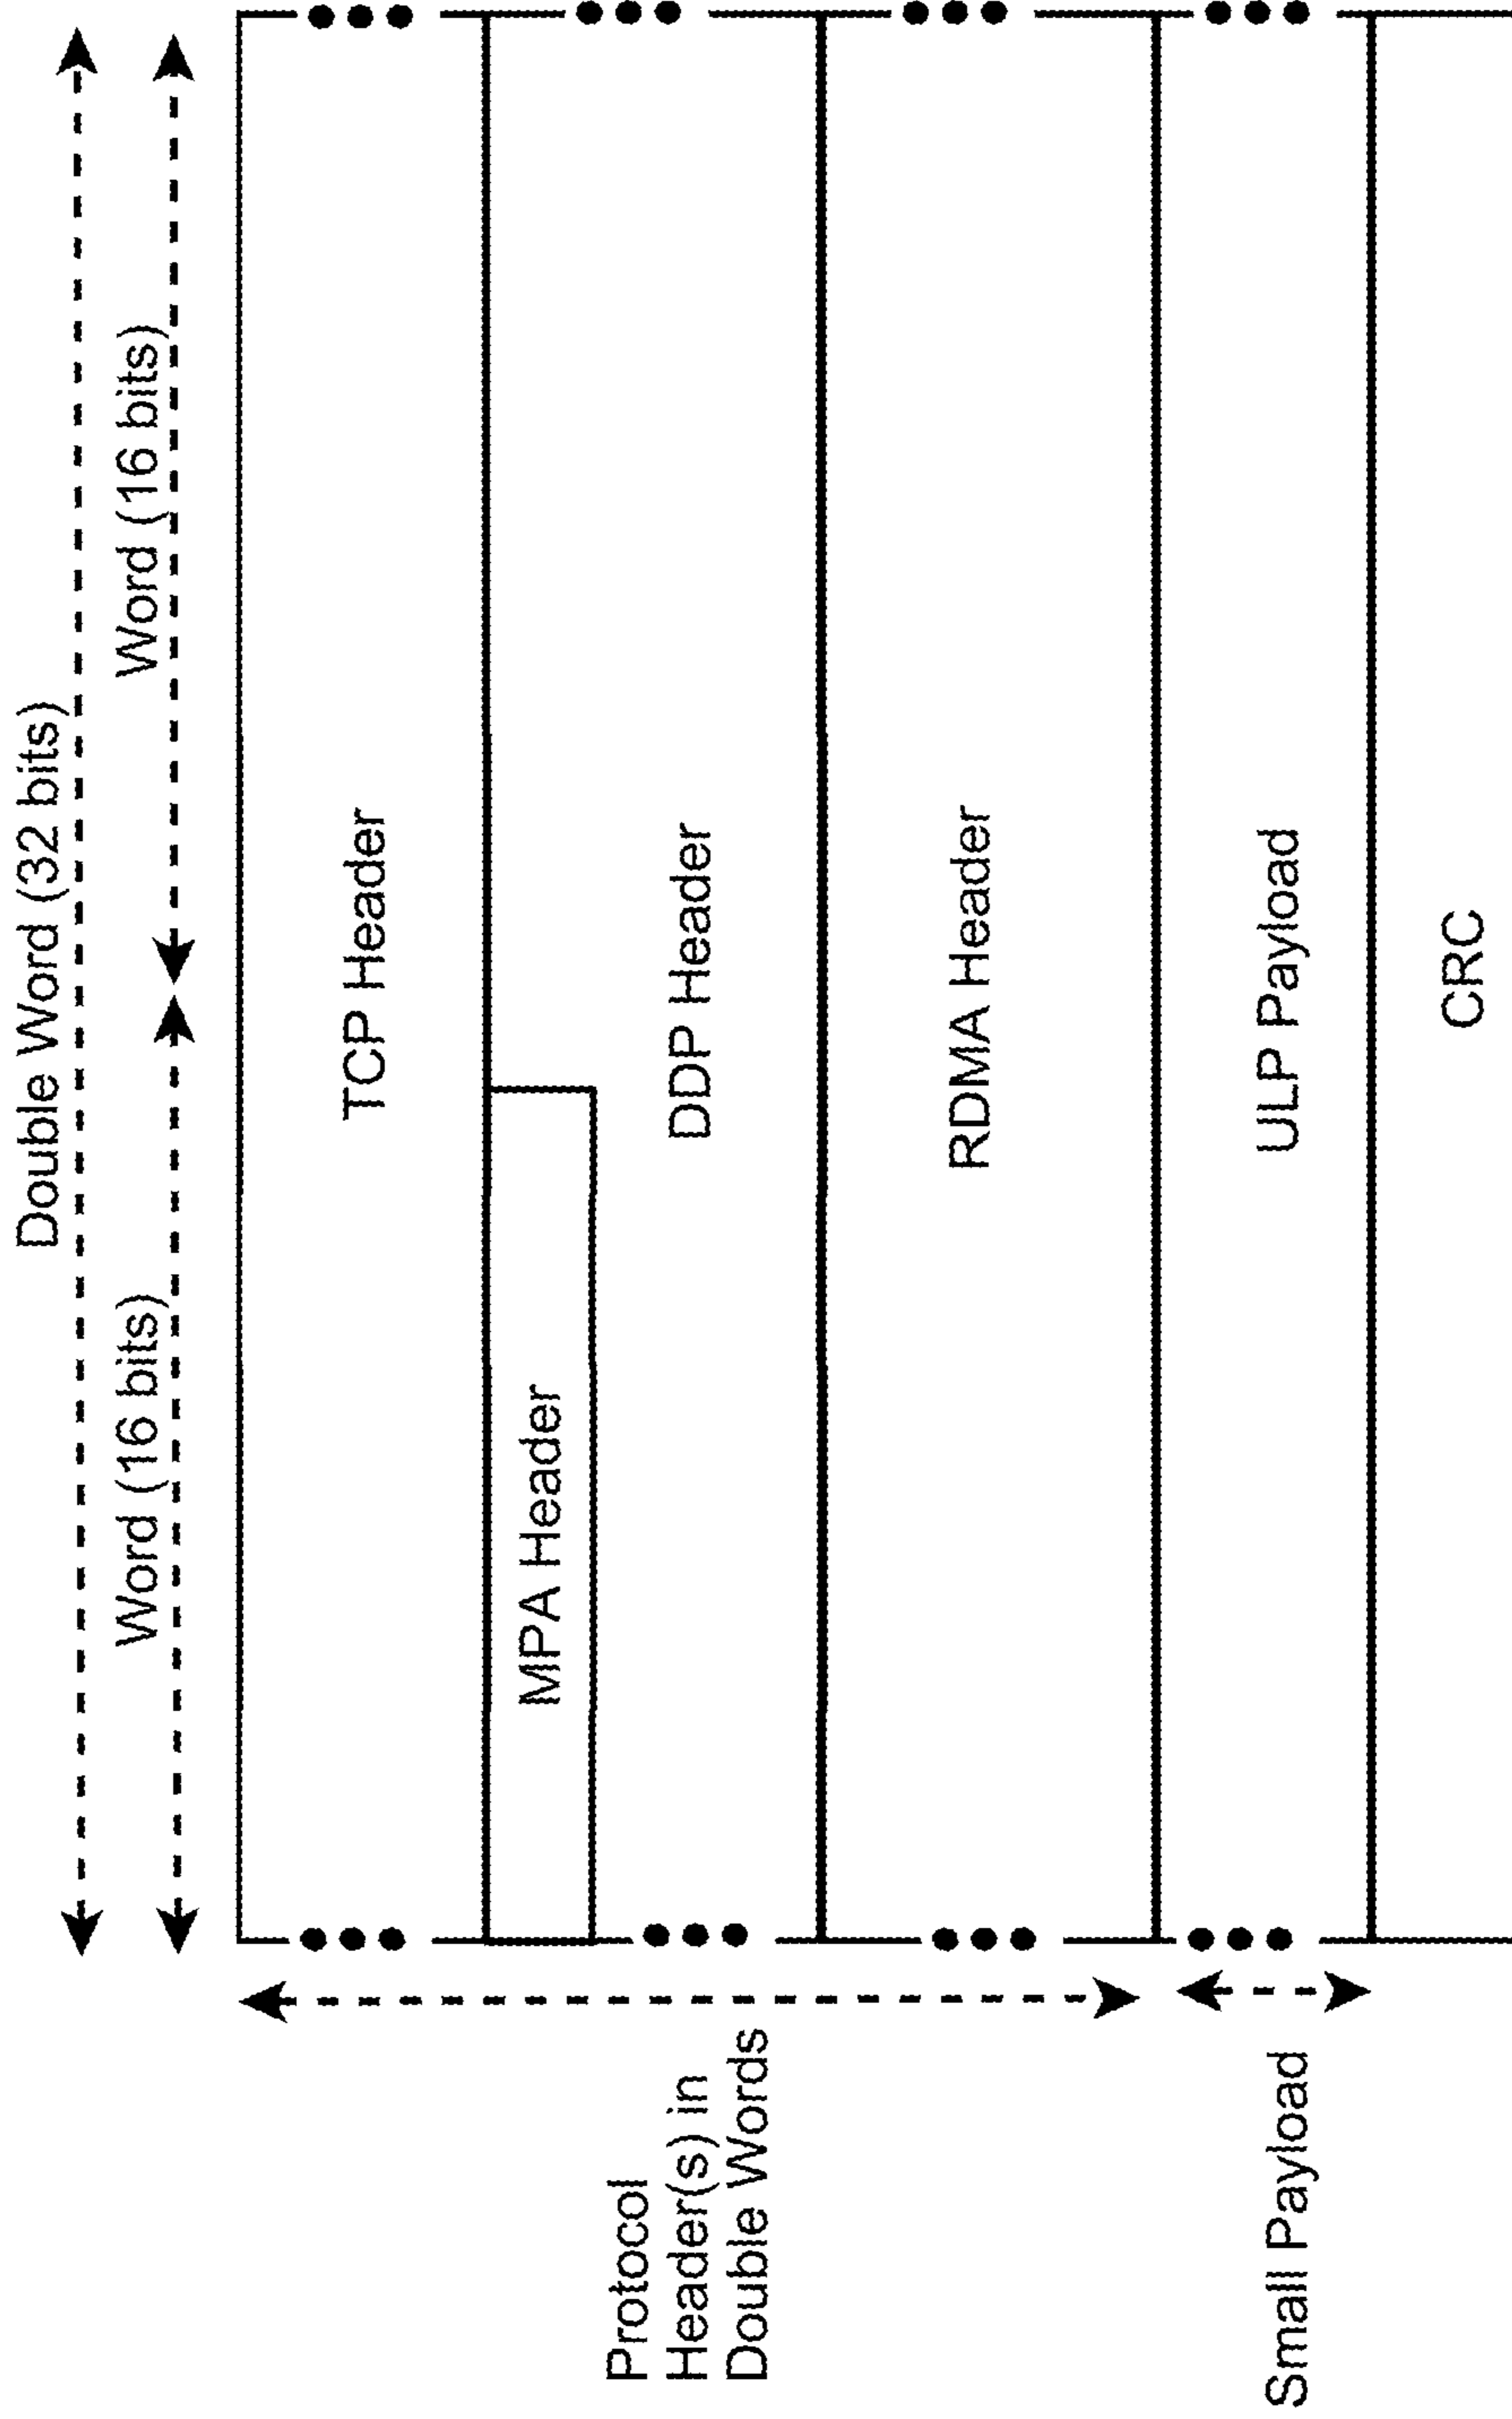 Double Word (32 bits)
Word (16 bits)
Word (16 bits)
TCP Header
MPA Header
DDP Header
RDMA Header
ULP Payload
CRC
Protocol
Header(s) in
Double Words
Small Payload